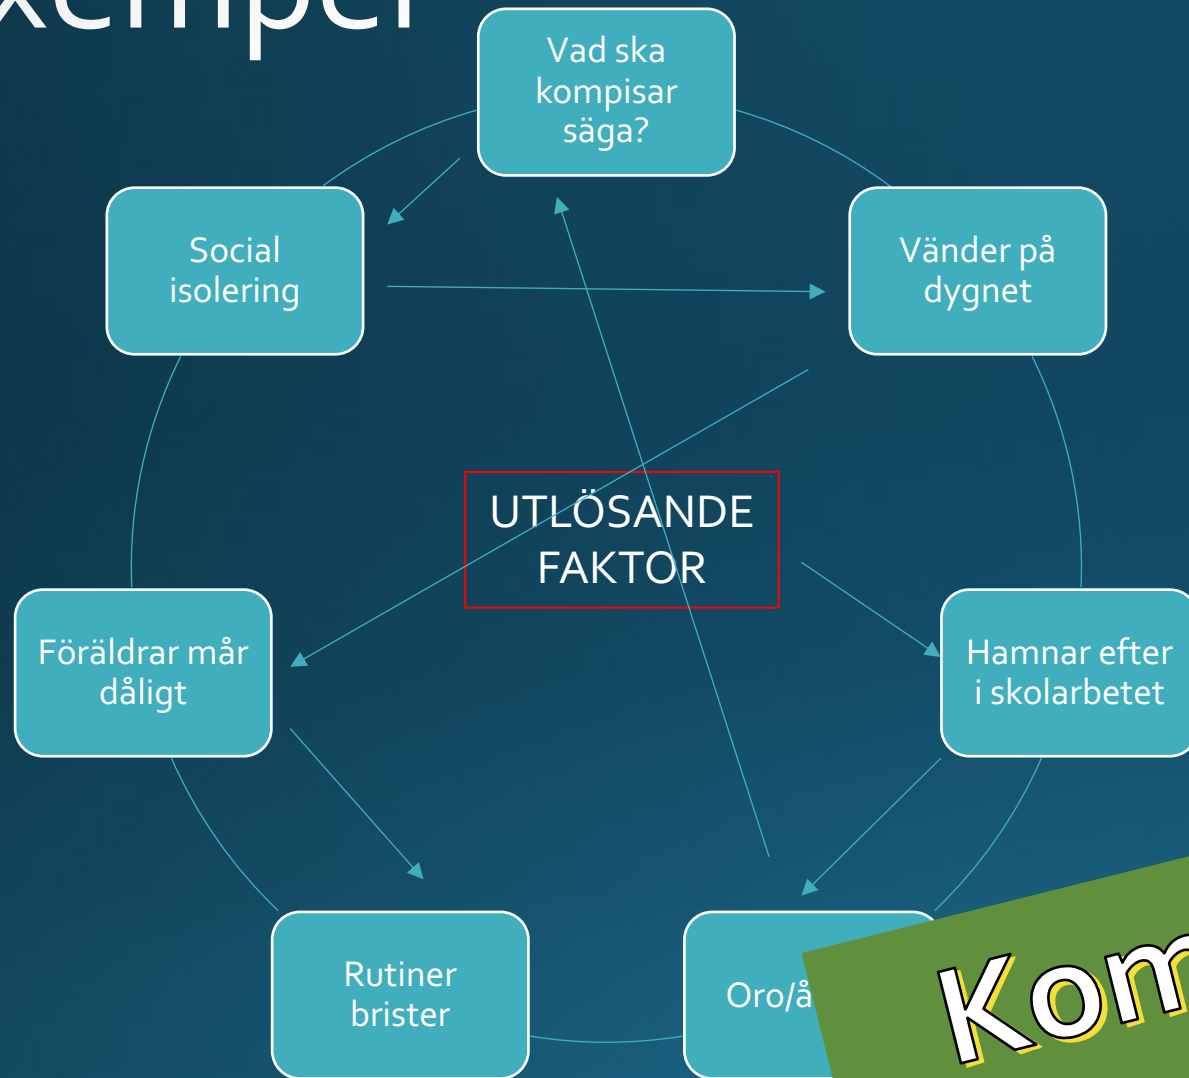 Vad ska
kompisar
säga?
Social
isolering
Vänder på
dygnet
UTLÖSANDE
FAKTOR
Föräldrar mår
dåligt
Hamnar efter
i skolarbetet
Rutiner
brister